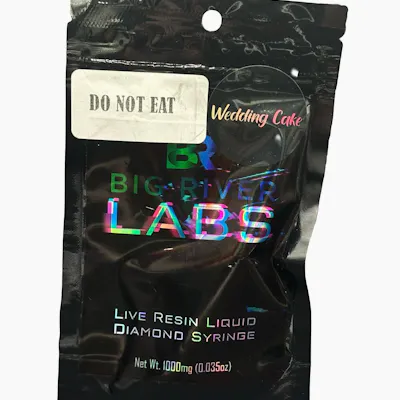 DO NOT EAT
Wedding Cake
BR
BIG RIVER
LABS
LIVE RESIN LIQUID
DIAMOND SYRINGE
Net Wt. 1000mg (0.035oz)